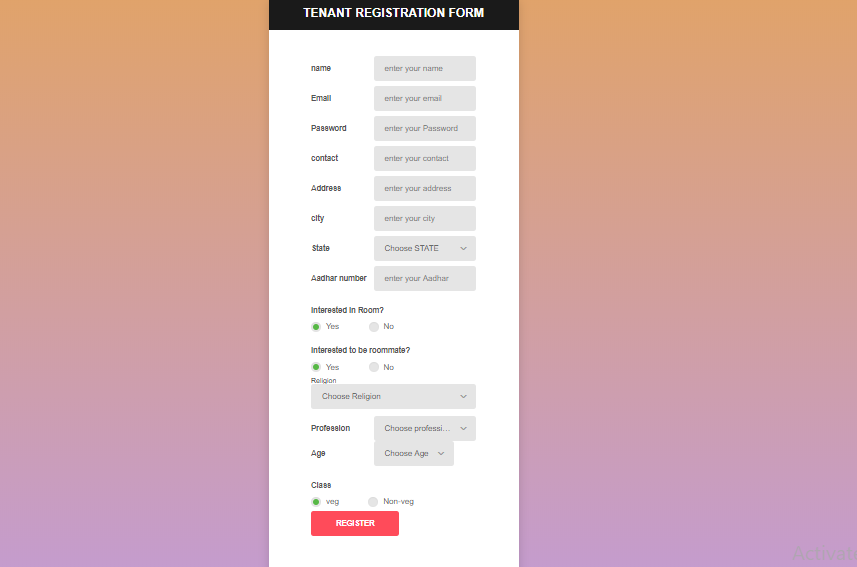 TENANT REGISTRATION FORM
name enter your name
Email enter your email
Password enter your Password
contact enter your contact
Address enter your address
city enter your city
State Choose STATE
Aadhar number enter your Aadhar
Interested in Room?
Yes No
Interested to be roommate?
Yes No
Religion
Choose Religion
Profession Choose professi...
Age Choose Age
Class
veg Non-veg
REGISTER
Activat